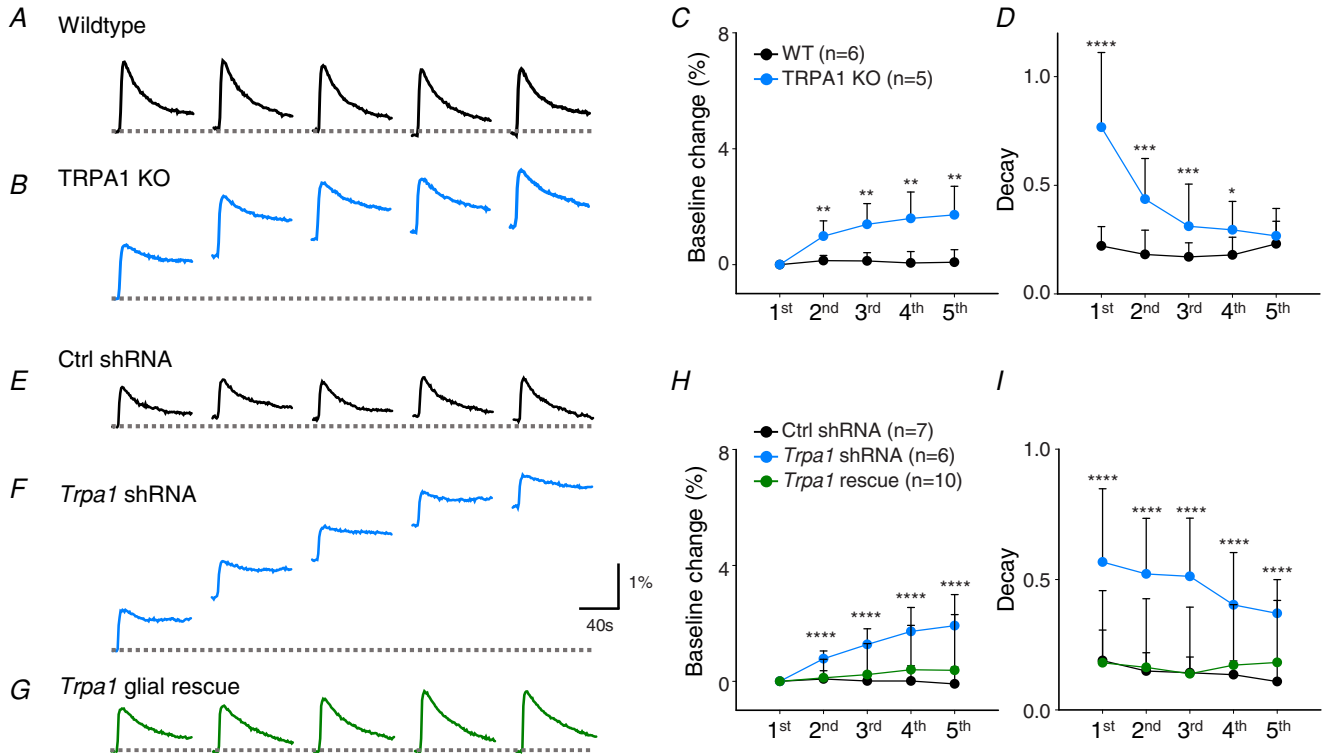 A
Wildtype
B
TRPA1 KO
C
Baseline change (%)
8
4
0
WT (n=6)
TRPA1 KO (n=5)
**
**
**
**
1st
2nd
3rd
4th
5th
D
Decay
1.0
0.5
0.0
****
***
***
*
1st
2nd
3rd
4th
5th
E
Ctrl shRNA
F
Trpa1 shRNA
1%
40s
G
Trpa1 glial rescue
H
Baseline change (%)
8
4
0
Ctrl shRNA (n=7)
Trpa1 shRNA (n=6)
Trpa1 rescue (n=10)
****
****
****
****
1st
2nd
3rd
4th
5th
I
Decay
1.0
0.5
0.0
****
****
****
****
****
1st
2nd
3rd
4th
5th